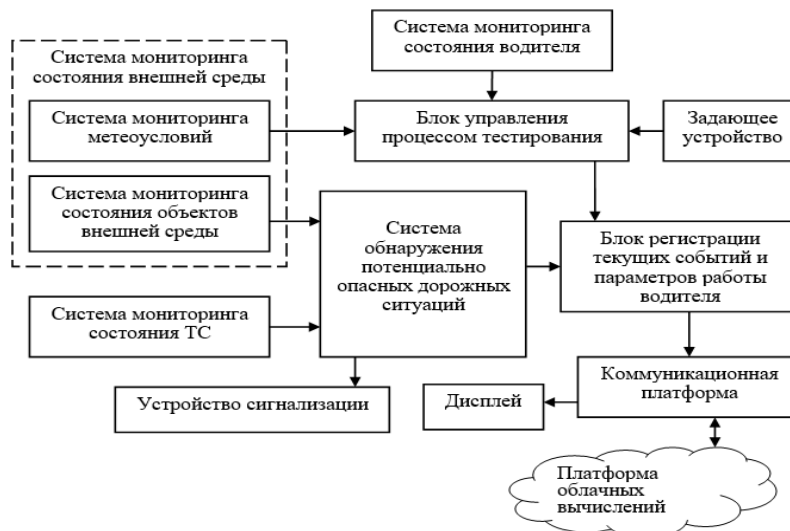 Система мониторинга
состояния водителя
Система мониторинга
состояния внешней среды
Система мониторинга
метеоусловий
Блок управления
процессом тестирования
Задающее
устройство
Система мониторинга
состояния объектов
внешней среды
Система
обнаружения
потенциально
опасных дорожных
ситуаций
Блок регистрации
текущих событий и
параметров работы
водителя
Система мониторинга
состояния ТС
Устройство сигнализации
Дисплей
Коммуникационная
платформа
Платформа
облачных
вычислений